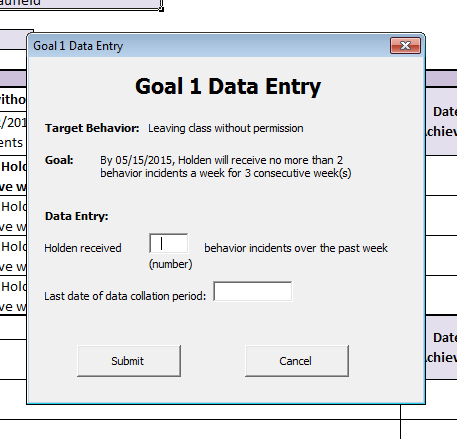 Goal 1 Data Entry
Goal 1 Data Entry
Target Behavior: Leaving class without permission
Goal: By 05/15/2015, Holden will receive no more than 2
behavior incidents a week for 3 consecutive week(s)
Data Entry:
Holden received behavior incidents over the past week
(number)
Last date of data collation period:
Submit Cancel
Date
Date